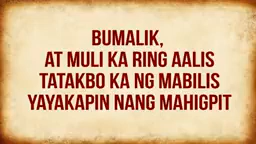 BUMALIK,
AT MULI KA RING AALIS
TATAKBO KA NG MABILIS
YAYAKAPIN NANG MAHIGPIT